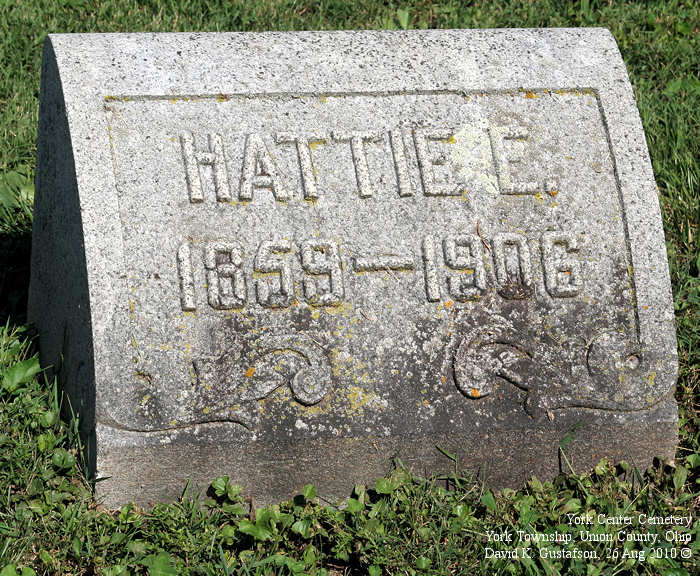 HATTIE E.
1859—1906
York Center Cemetery
York Township, Union County, Ohio
David K. Gustafson, 26 Aug 2010 ©